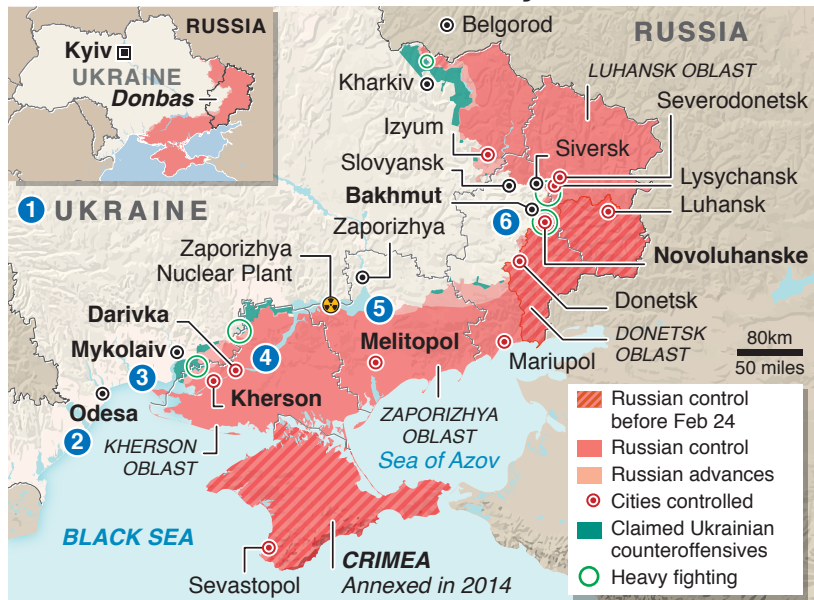 RUSSIA
Kyiv
UKRAINE
Donbas
Belgorod
RUSSIA
Kharkiv
LUHANSK OBLAST
Severodonetsk
Izyum
Siversk
Slovyansk
Lysychansk
Bakhmut
Luhansk
1 UKRAINE
6
Zaporizhya
Zaporizhya
Nuclear Plant
Novoluhanske
5
Donetsk
Darivka
Melitopol
DONETSK
OBLAST
80km
50 miles
Mykolaiv
4
Mariupol
3
Kherson
Odesa
2
KHERSON
OBLAST
ZAPORIZHYA
OBLAST
Sea of Azov
BLACK SEA
CRIMEA
Annexed in 2014
Sevastopol
Russian control
before Feb 24
Russian control
Russian advances
Cities controlled
Claimed Ukrainian
counteroffensives
Heavy fighting